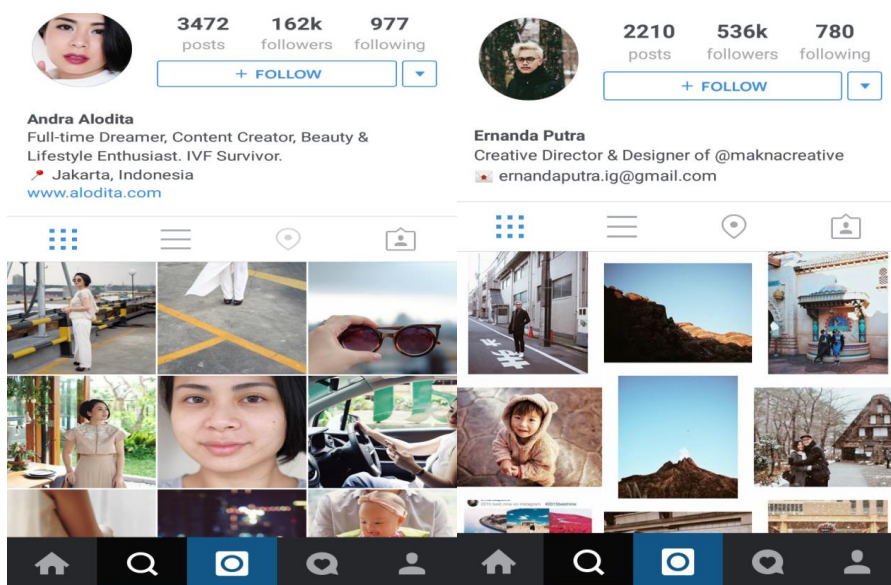 3472 162k 977
posts followers following
+ FOLLOW
Andra Alodita
Full-time Dreamer, Content Creator, Beauty &
Lifestyle Enthusiast. IVF Survivor.
Jakarta, Indonesia
www.alodita.com
2210 536k 780
posts followers following
+ FOLLOW
Ernanda Putra
Creative Director & Designer of @maknacreative
ernandaputra.ig@gmail.com